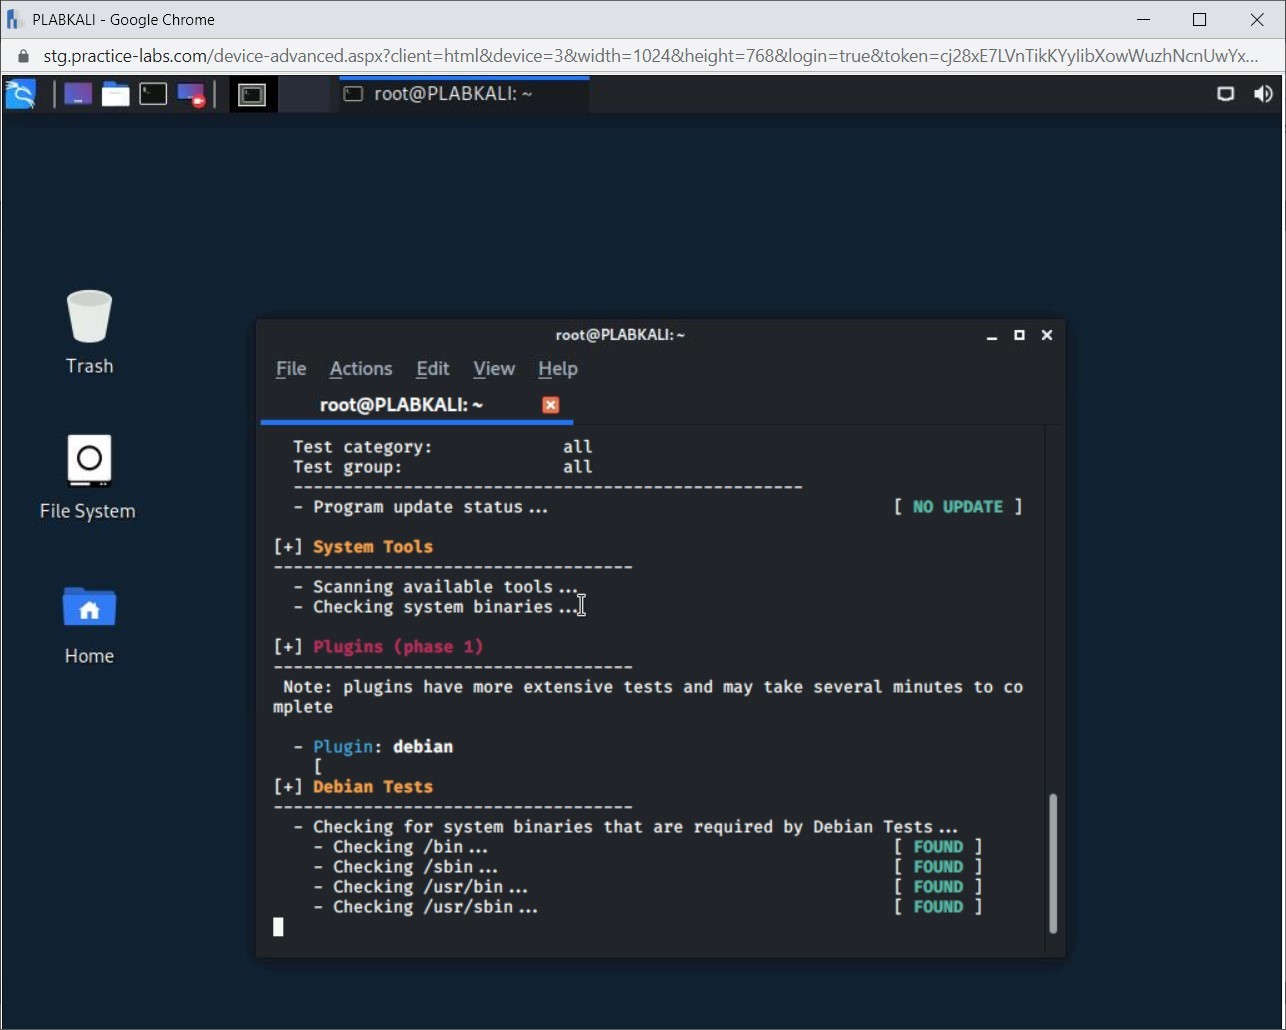 PLABKALI - Google Chrome
stg.practice-labs.com/device-advanced.aspx?client=html&device=3&width=1024&height=768&login=true&token=cj28xE7LVnTikKYylibXowWuzhNcnUwYx...
root@PLABKALI: ~
Trash
File System
Home
root@PLABKALI: ~
File Actions Edit View Help
root@PLABKALI: ~
Test category: all
Test group: all
---------------------------------------------------
- Program update status... [ NO UPDATE ]
[+] System Tools
------------------------------------
- Scanning available tools...
- Checking system binaries...
[+] Plugins (phase 1)
------------------------------------
Note: plugins have more extensive tests and may take several minutes to co
mplete
- Plugin: debian
[
[+] Debian Tests
------------------------------------
- Checking for system binaries that are required by Debian Tests...
- Checking /bin... [ FOUND ]
- Checking /sbin... [ FOUND ]
- Checking /usr/bin... [ FOUND ]
- Checking /usr/sbin... [ FOUND ]